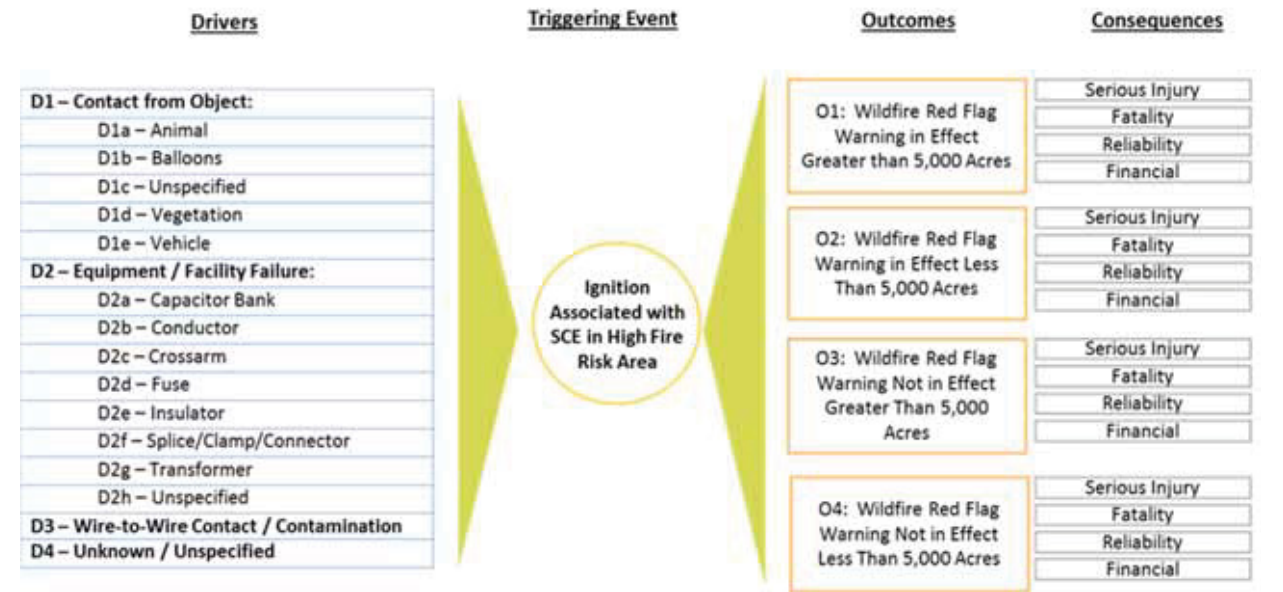 Drivers
Triggering Event
Outcomes
Consequences
D1 – Contact from Object:
D1a – Animal
D1b – Balloons
D1c – Unspecified
D1d – Vegetation
D1e – Vehicle
D2 – Equipment / Facility Failure:
D2a – Capacitor Bank
D2b – Conductor
D2c – Crossarm
D2d – Fuse
D2e – Insulator
D2f – Splice/Clamp/Connector
D2g – Transformer
D2h – Unspecified
D3 – Wire-to-Wire Contact / Contamination
D4 – Unknown / Unspecified
Ignition
Associated with
SCE in High Fire
Risk Area
O1: Wildfire Red Flag
Warning in Effect
Greater than 5,000 Acres
Serious Injury
Fatality
Reliability
Financial
O2: Wildfire Red Flag
Warning in Effect Less
Than 5,000 Acres
Serious Injury
Fatality
Reliability
Financial
O3: Wildfire Red Flag
Warning Not in Effect
Greater Than 5,000
Acres
Serious Injury
Fatality
Reliability
Financial
O4: Wildfire Red Flag
Warning Not in Effect
Less Than 5,000 Acres
Serious Injury
Fatality
Reliability
Financial